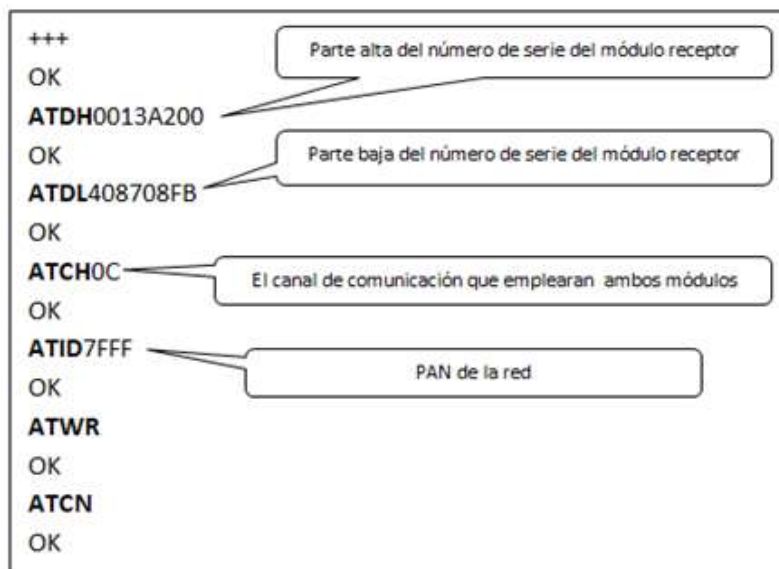 +++
Parte alta del número de serie del módulo receptor
OK
ATDH0013A200
OK
Parte baja del número de serie del módulo receptor
ATDL408708FB
OK
ATCH0C
El canal de comunicación que emplearan ambos módulos
OK
ATID7FFF
PAN de la red
OK
ATWR
OK
ATCN
OK